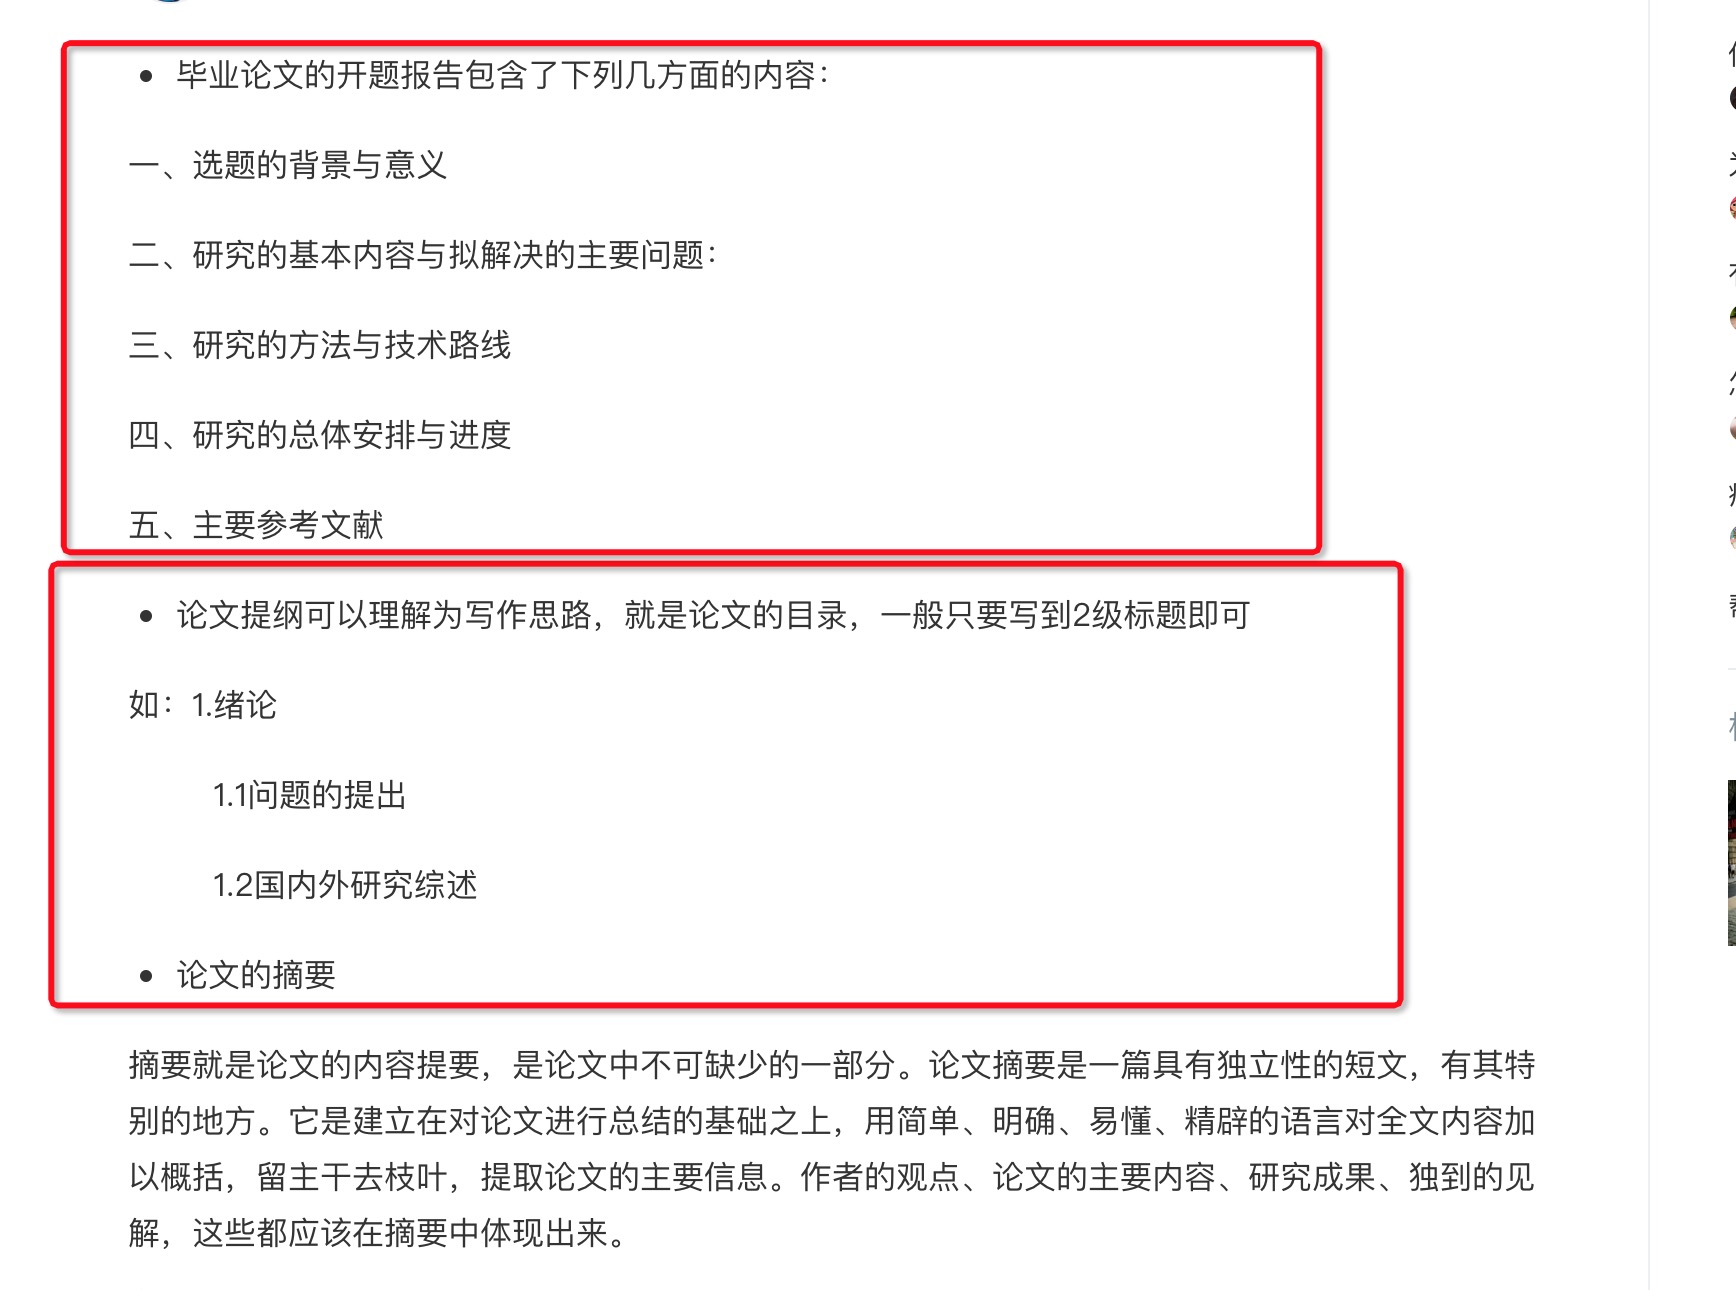 • 毕业论文的开题报告包含了下列几方面的内容：
一、选题的背景与意义
二、研究的基本内容与拟解决的主要问题：
三、研究的方法与技术路线
四、研究的总体安排与进度
五、主要参考文献
• 论文提纲可以理解为写作思路，就是论文的目录，一般只要写到2级标题即可
如：1.绪论
1.1问题的提出
1.2国内外研究综述
• 论文的摘要
摘要就是论文的内容提要，是论文中不可缺少的一部分。论文摘要是一篇具有独立性的短文，有其特
别的地方。它是建立在对论文进行总结的基础之上，用简单、明确、易懂、精辟的语言对全文内容加
以概括，留主干去枝叶，提取论文的主要信息。作者的观点、论文的主要内容、研究成果、独到的见
解，这些都应该在摘要中体现出来。